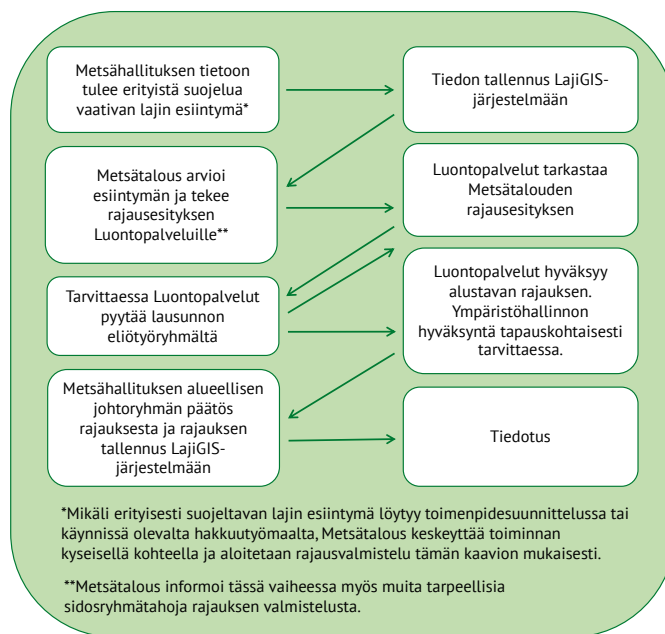 Metsähallituksen tietoon
tulee erityistä suojelua
vaativan lajin esiintymä*
Tiedon tallennus LajiGIS-
järjestelmään
Metsätalous arvioi
esiintymän ja tekee
rajausesityksen
Luontopalveluille**
Luontopalvelut tarkastaa
Metsätalouden
rajausesityksen
Tarvittaessa Luontopalvelut
pyytää lausunnon
eliötyöryhmältä
Luontopalvelut hyväksyy
alustavan rajauksen.
Ympäristöhallinnon
hyväksyntä tapauskohtaisesti
tarvittaessa.
Metsähallituksen alueellisen
johtoryhmän päätös
rajauksesta ja rajauksen
tallennus LajiGIS-
järjestelmään
Tiedotus
*Mikäli erityisesti suojeltavan lajin esiintymä löytyy toimenpidesuunnittelussa tai
käynnissä olevalta hakkuutyömaalta, Metsätalous keskeyttää toiminnan
kyseisellä kohteella ja aloitetaan rajausvalmistelu tämän kaavion mukaisesti.
**Metsätalous informoi tässä vaiheessa myös muita tarpeellisia
sidosryhmätahoja rajauksen valmistelusta.